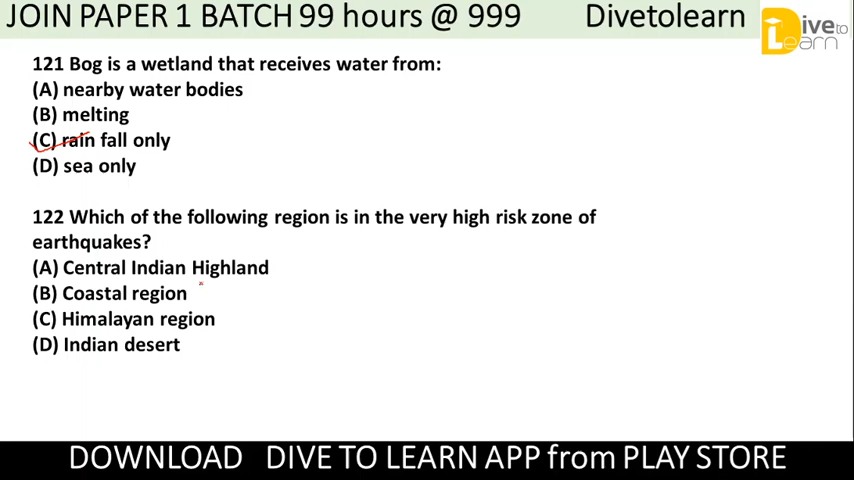 JOIN PAPER 1 BATCH 99 hours @ 999 Divetolearn
Dive to Learn
121 Bog is a wetland that receives water from:
(A) nearby water bodies
(B) melting
(C) rain fall only
(D) sea only
122 Which of the following region is in the very high risk zone of
earthquakes?
(A) Central Indian Highland
(B) Coastal region
(C) Himalayan region
(D) Indian desert
DOWNLOAD DIVE TO LEARN APP from PLAY STORE